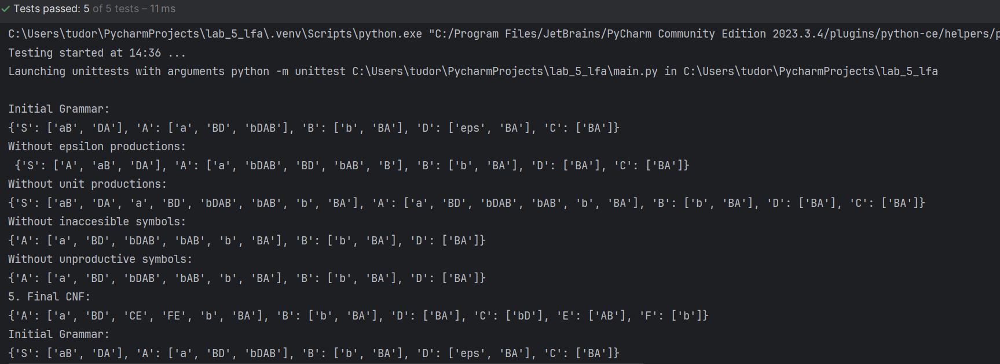 Tests passed: 5 of 5 tests – 11 ms
C:\Users\tudor\PycharmProjects\lab_5_lfa\.venv\Scripts\python.exe "C:/Program Files/JetBrains/PyCharm Community Edition 2023.3.4/plugins/python-ce/helpers/p
Testing started at 14:36 ...
Launching unittests with arguments python -m unittest C:\Users\tudor\PycharmProjects\lab_5_lfa\main.py in C:\Users\tudor\PycharmProjects\lab_5_lfa
Initial Grammar:
{'S': ['aB', 'DA'], 'A': ['a', 'BD', 'bDAB'], 'B': ['b', 'BA'], 'D': ['eps', 'BA'], 'C': ['BA']}
Without epsilon productions:
{'S': ['A', 'aB', 'DA'], 'A': ['a', 'bDAB', 'BD', 'bAB', 'B'], 'B': ['b', 'BA'], 'D': ['BA'], 'C': ['BA']}
Without unit productions:
{'S': ['aB', 'DA', 'a', 'BD', 'bDAB', 'bAB', 'b', 'BA'], 'A': ['a', 'BD', 'bDAB', 'bAB', 'b', 'BA'], 'B': ['b', 'BA'], 'D': ['BA'], 'C': ['BA']}
Without inaccesible symbols:
{'A': ['a', 'BD', 'bDAB', 'bAB', 'b', 'BA'], 'B': ['b', 'BA'], 'D': ['BA']}
Without unproductive symbols:
{'A': ['a', 'BD', 'bDAB', 'bAB', 'b', 'BA'], 'B': ['b', 'BA'], 'D': ['BA']}
5. Final CNF:
{'A': ['a', 'BD', 'CE', 'FE', 'b', 'BA'], 'B': ['b', 'BA'], 'D': ['BA'], 'C': ['bD'], 'E': ['AB'], 'F': ['b']}
Initial Grammar:
{'S': ['aB', 'DA'], 'A': ['a', 'BD', 'bDAB'], 'B': ['b', 'BA'], 'D': ['eps', 'BA'], 'C': ['BA']}